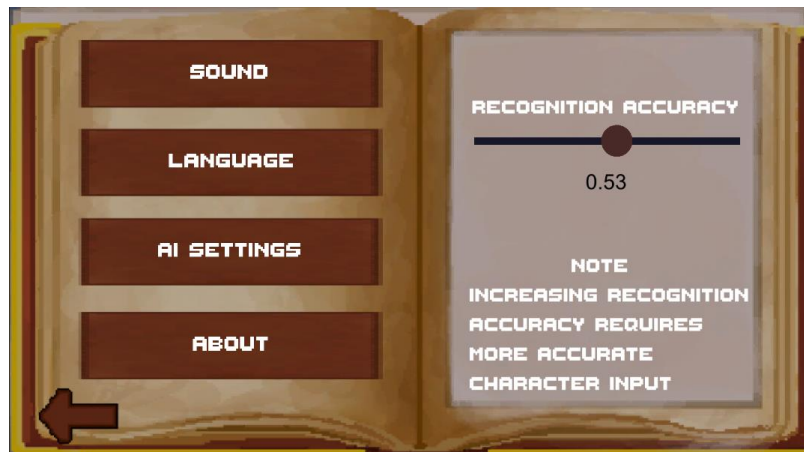 SOUND
LANGUAGE
AI SETTINGS
ABOUT
RECOGNITION ACCURACY
0.53
NOTE
INCREASING RECOGNITION
ACCURACY REQUIRES
MORE ACCURATE
CHARACTER INPUT